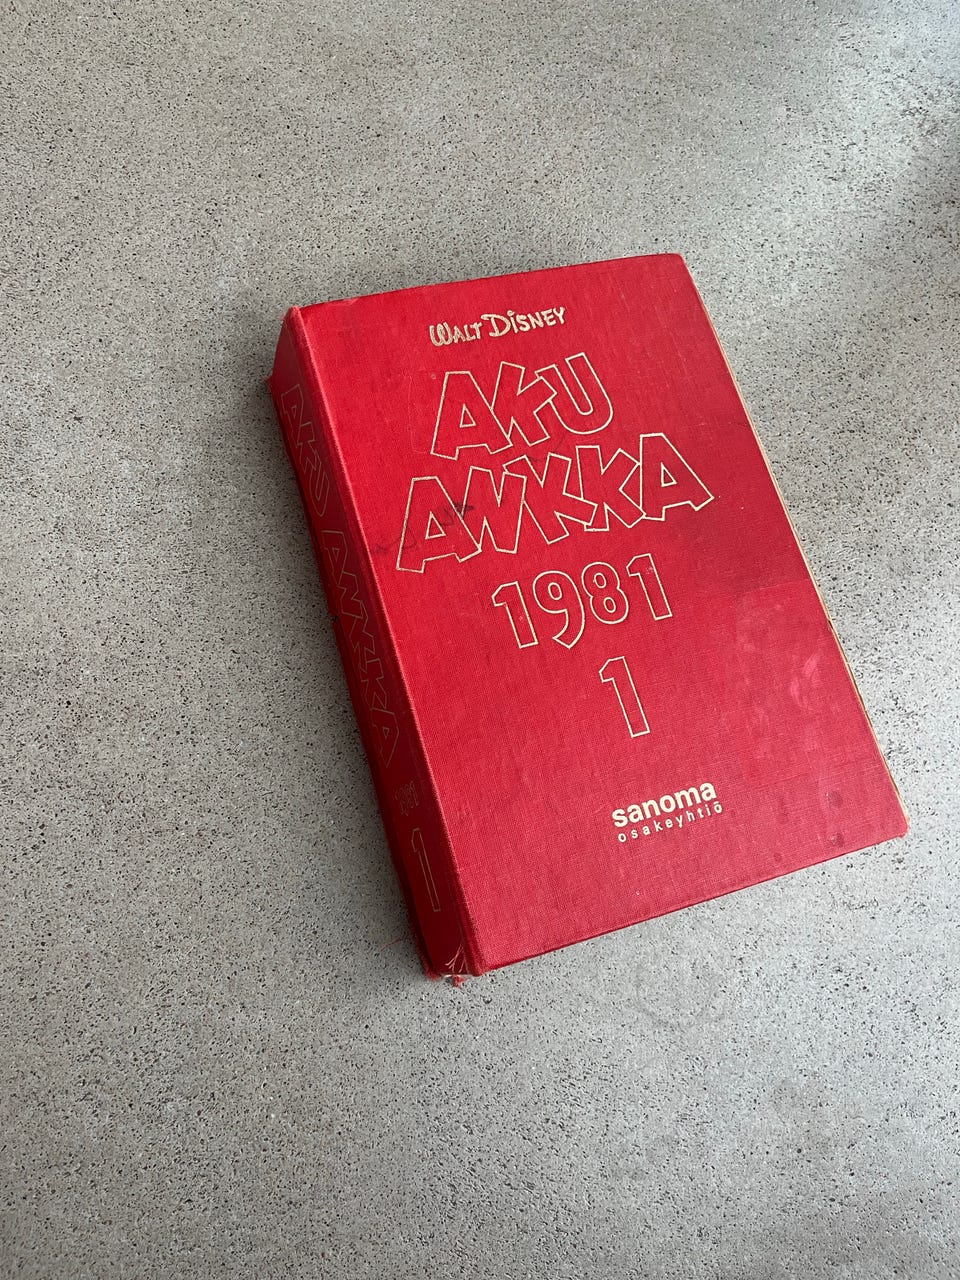 WALT DISNEY
AKU
ANKKA
1981
1
sanoma
osakeyhtiö
AKU ANKKA
1981
1